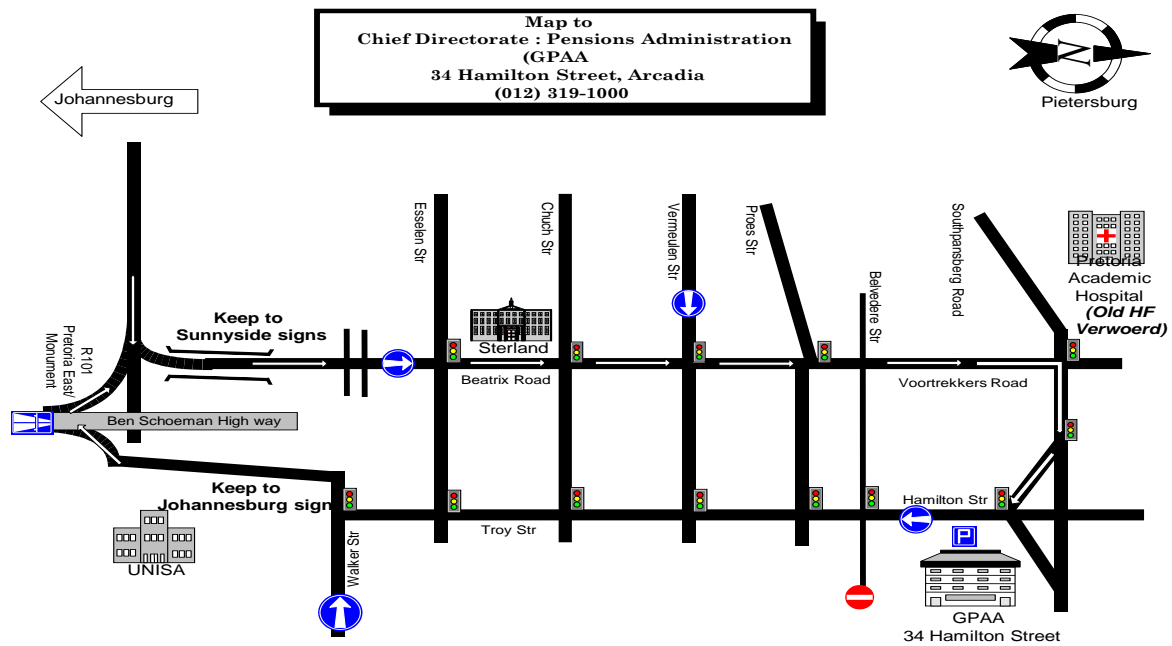 Map to
Chief Directorate : Pensions Administration
(GPAA
34 Hamilton Street, Arcadia
(012) 319-1000
N
Pietersburg
Johannesburg
Esselen Str
Chuch Str
Vermeulen Str
Proes Str
Belvedere Str
Southpansberg Road
Pretoria
Academic
Hospital
(Old HF
Verwoerd)
Keep to
Sunnyside signs
R101
Pretoria East/
Monument
Sterland
Beatrix Road
Voortrekkers Road
Ben Schoeman High way
Keep to
Johannesburg sign
Hamilton Str
Troy Str
Walker Str
UNISA
P
GPAA
34 Hamilton Street